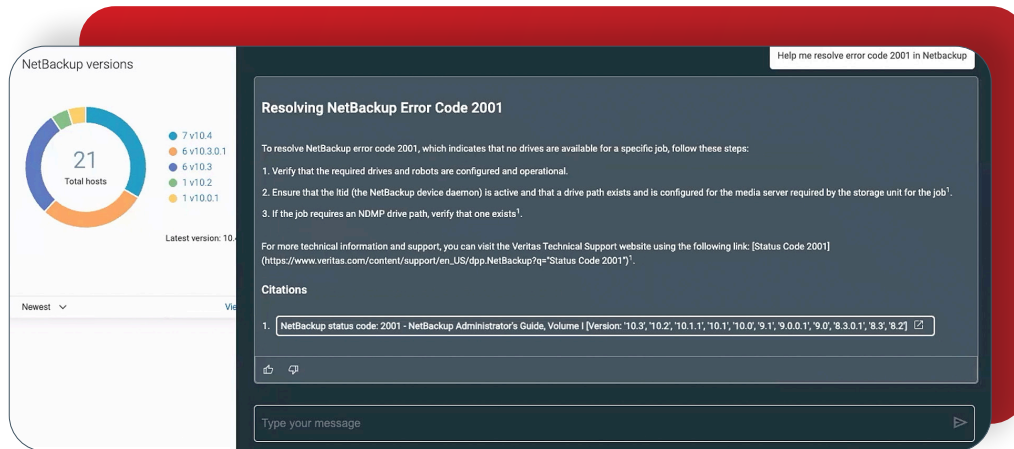 NetBackup versions
21
Total hosts
7 v10.4
6 v10.3.0.1
6 v10.3
1 v10.2
1 v10.0.1
Latest version: 10.4
Newest
Vie
Help me resolve error code 2001 in Netbackup
Resolving NetBackup Error Code 2001
To resolve NetBackup error code 2001, which indicates that no drives are available for a specific job, follow these steps:
1. Verify that the required drives and robots are configured and operational.
2. Ensure that the ltid (the NetBackup device daemon) is active and that a drive path exists and is configured for the media server required by the storage unit for the job¹.
3. If the job requires an NDMP drive path, verify that one exists¹.
For more technical information and support, you can visit the Veritas Technical Support website using the following link: [Status Code 2001]
(https://www.veritas.com/content/support/en_US/dpp.NetBackup?q="Status Code 2001")¹.
Citations
1. NetBackup status code: 2001 - NetBackup Administrator's Guide, Volume I [Version: '10.3', '10.2', '10.1.1', '10.1', '10.0', '9.1', '9.0.0.1', '9.0', '8.3.0.1', '8.3', '8.2']
Type your message